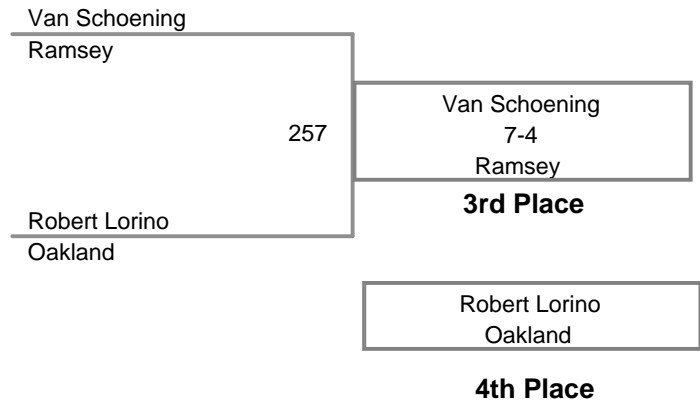 Van Schoening
Ramsey
257
Van Schoening
7-4
Ramsey
3rd Place
Robert Lorino
Oakland
Robert Lorino
Oakland
4th Place